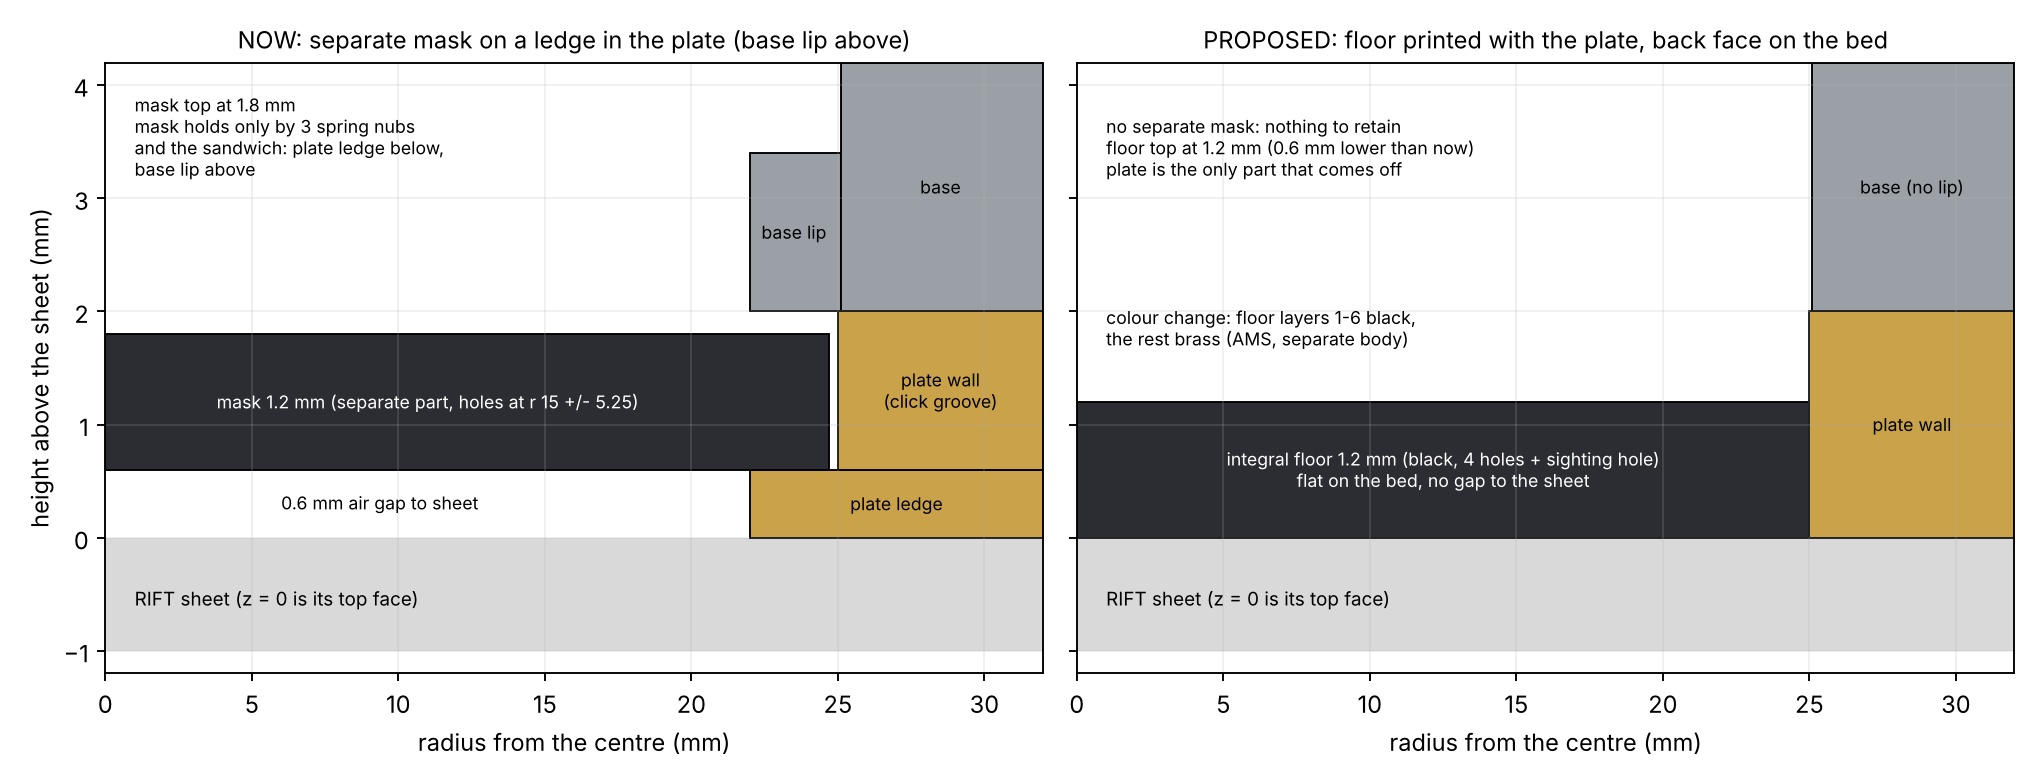 NOW: separate mask on a ledge in the plate (base lip above)
4
3
2
1
0
−1
height above the sheet (mm)
mask top at 1.8 mm
mask holds only by 3 spring nubs
and the sandwich: plate ledge below,
base lip above
base
base lip
plate wall
(click groove)
mask 1.2 mm (separate part, holes at r 15 +/- 5.25)
0.6 mm air gap to sheet
plate ledge
RIFT sheet (z = 0 is its top face)
0
5
10
15
20
25
30
radius from the centre (mm)
PROPOSED: floor printed with the plate, back face on the bed
no separate mask: nothing to retain
floor top at 1.2 mm (0.6 mm lower than now)
plate is the only part that comes off
base (no lip)
colour change: floor layers 1-6 black,
the rest brass (AMS, separate body)
plate wall
integral floor 1.2 mm (black, 4 holes + sighting hole)
flat on the bed, no gap to the sheet
RIFT sheet (z = 0 is its top face)
0
5
10
15
20
25
30
radius from the centre (mm)